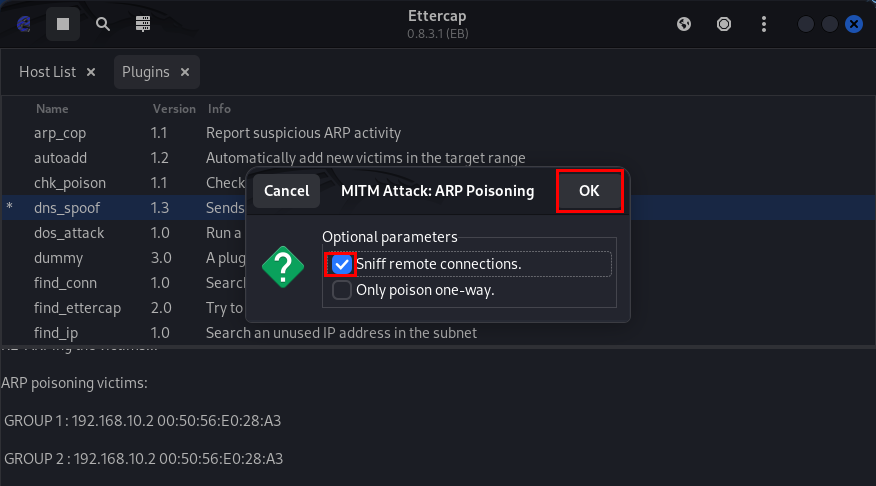 Ettercap
0.8.3.1 (EB)
Host List
Plugins
Name Version Info
arp_cop 1.1 Report suspicious ARP activity
autoadd 1.2 Automatically add new victims in the target range
chk_poison 1.1 Check
* dns_spoof 1.3 Sends
dos_attack 1.0 Run a
dummy 3.0 A plug
find_conn 1.0 Search
find_ettercap 2.0 Try to
find_ip 1.0 Search an unused IP address in the subnet
Cancel MITM Attack: ARP Poisoning OK
Optional parameters
Sniff remote connections.
Only poison one-way.
ARP poisoning victims:
GROUP 1 : 192.168.10.2 00:50:56:E0:28:A3
GROUP 2 : 192.168.10.2 00:50:56:E0:28:A3